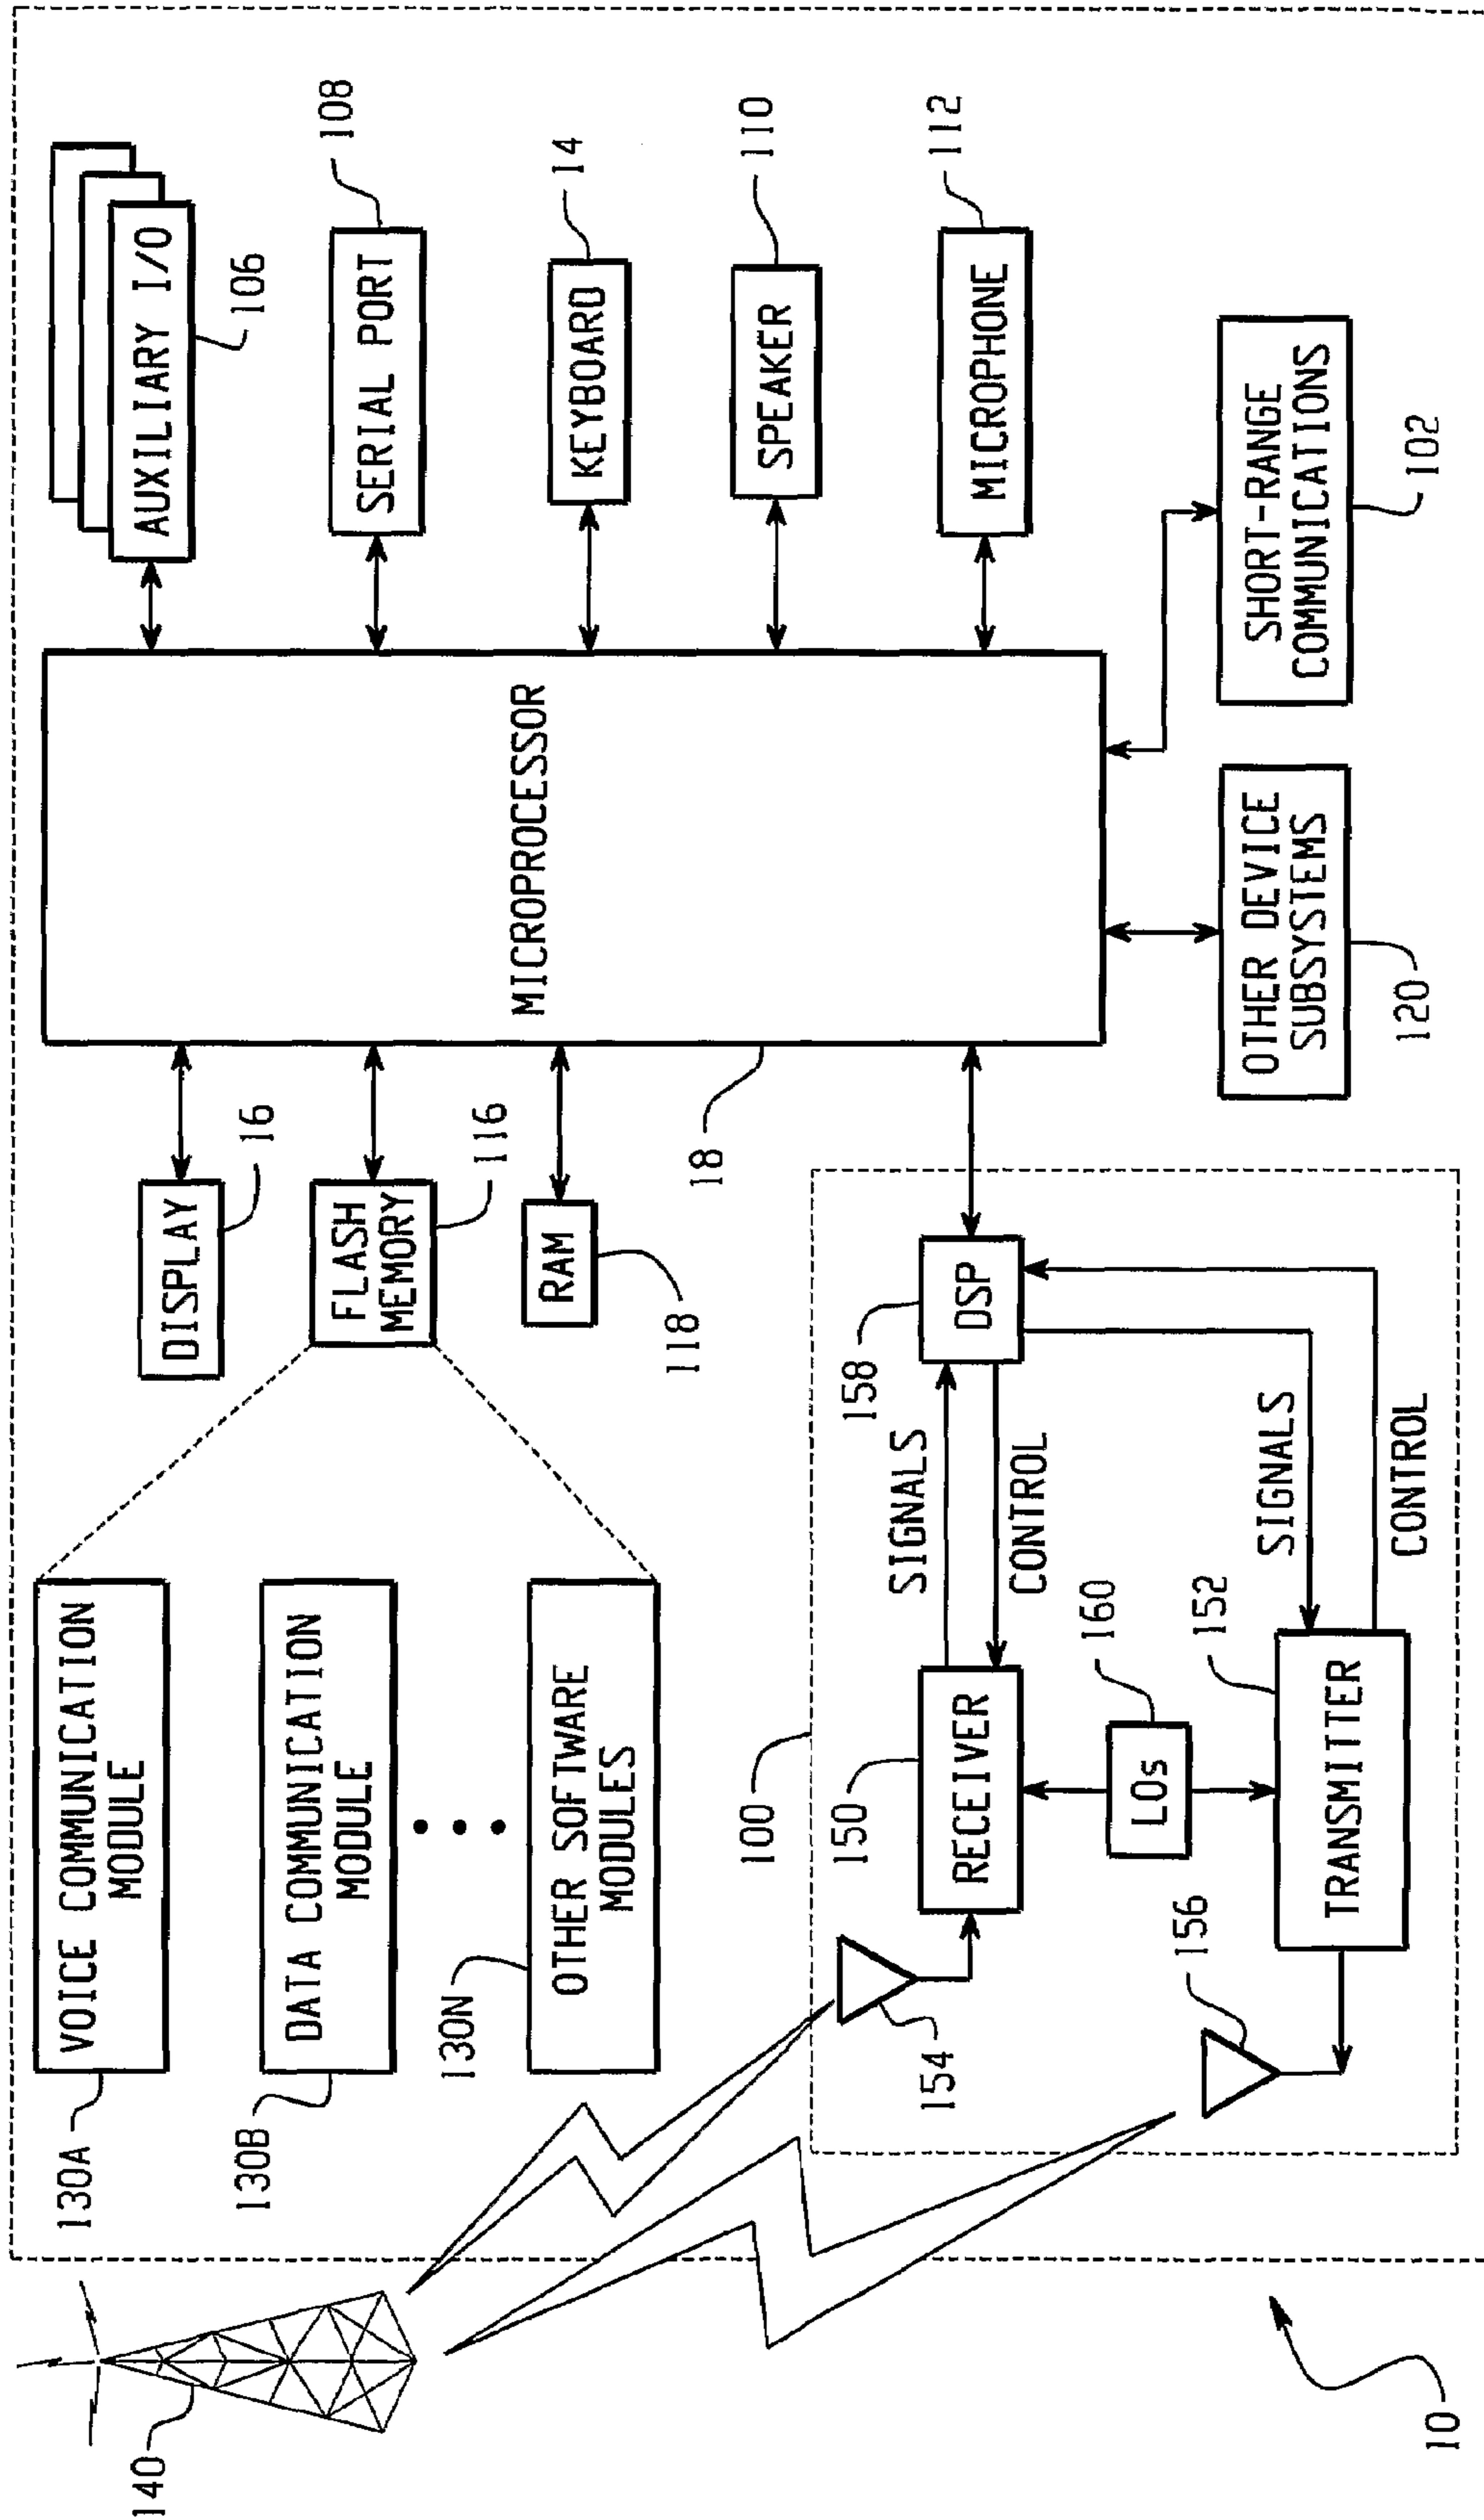 140
10
130A
VOICE COMMUNICATION
MODULE
130B
DATA COMMUNICATION
MODULE
130N
OTHER SOFTWARE
MODULES
DISPLAY
16
FLASH
MEMORY
116
RAM
118
18
MICROPROCESSOR
AUXILIARY I/O
106
SERIAL PORT
108
KEYBOARD
14
SPEAKER
110
MICROPHONE
112
SHORT-RANGE
COMMUNICATIONS
102
OTHER DEVICE
SUBSYSTEMS
120
100
154
150
RECEIVER
SIGNALS
CONTROL
158
DSP
160
LOs
156
152
TRANSMITTER
SIGNALS
CONTROL